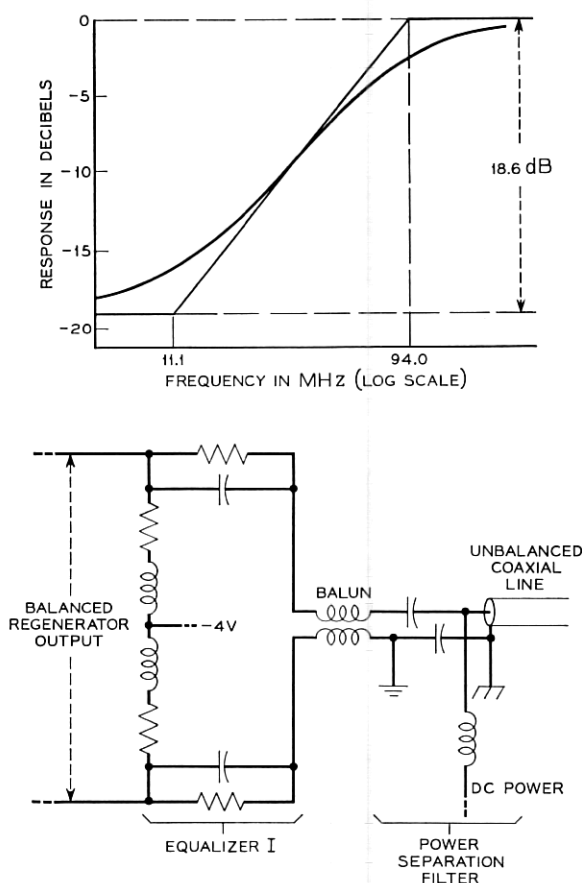 0
-5
-10
-15
-20
RESPONSE IN DECIBELS
18.6 dB
11.1
94.0
FREQUENCY IN MHz (LOG SCALE)
BALANCED
REGENERATOR
OUTPUT
-4V
BALUN
UNBALANCED
COAXIAL
LINE
DC POWER
EQUALIZER I
POWER
SEPARATION
FILTER